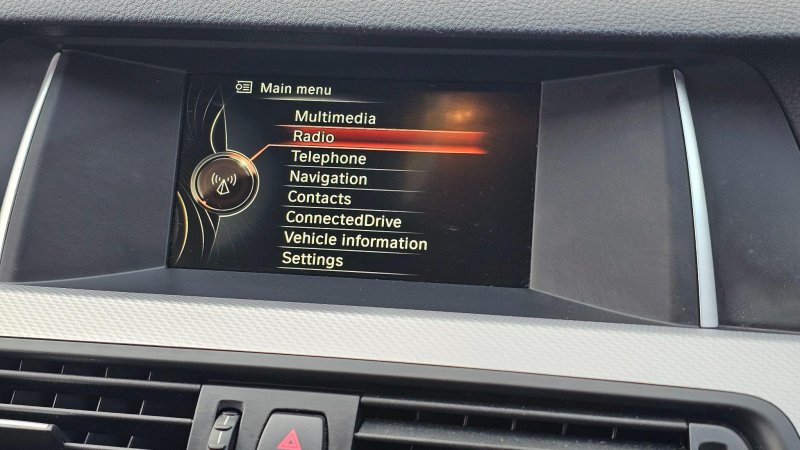 Main menu
Multimedia
Radio
Telephone
Navigation
Contacts
ConnectedDrive
Vehicle information
Settings